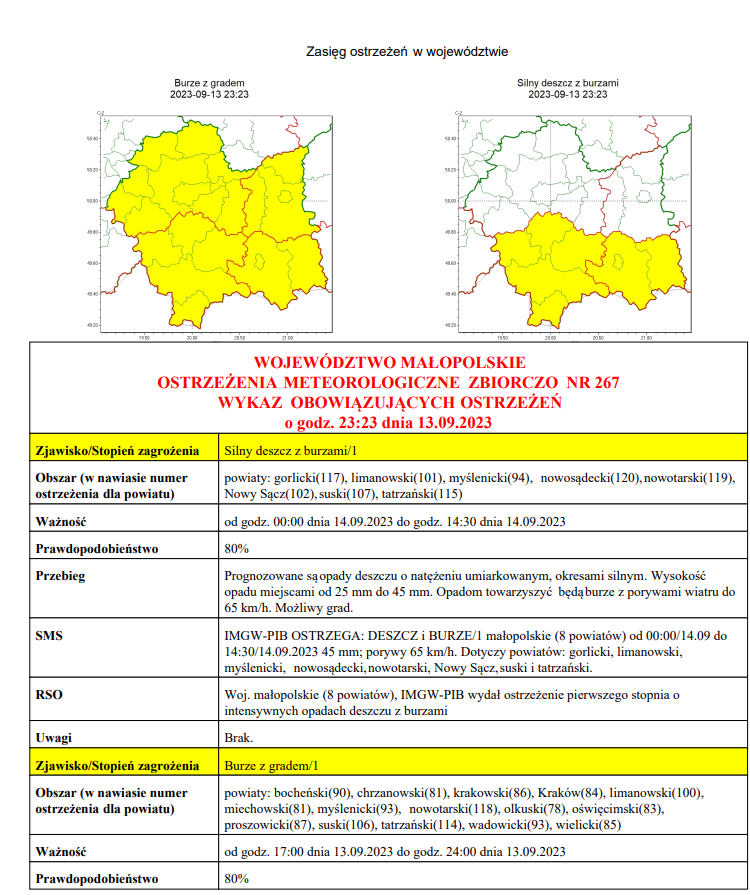 Zasięg ostrzeżeń w województwie
Burze z gradem
2023-09-13 23:23
Silny deszcz z burzami
2023-09-13 23:23
WOJEWÓDZTWO MAŁOPOLSKIE
OSTRZEŻENIA METEOROLOGICZNE ZBIORCZO NR 267
WYKAZ OBOWIĄZUJĄCYCH OSTRZEŻEŃ
o godz. 23:23 dnia 13.09.2023
Zjawisko/Stopień zagrożenia Silny deszcz z burzami/1
Obszar (w nawiasie numer ostrzeżenia dla powiatu)
powiaty: gorlicki(117), limanowski(101), myślenicki(94), nowosądecki(120),nowotarski(119),
Nowy Sącz(102),suski(107), tatrzański(115)
Ważność od godz. 00:00 dnia 14.09.2023 do godz. 14:30 dnia 14.09.2023
Prawdopodobieństwo 80%
Przebieg Prognozowane są opady deszczu o natężeniu umiarkowanym, okresami silnym. Wysokość
opadu miejscami od 25 mm do 45 mm. Opadom towarzyszyć będą burze z porywami wiatru do
65 km/h. Możliwy grad.
SMS IMGW-PIB OSTRZEGA: DESZCZ i BURZE/1 małopolskie (8 powiatów) od 00:00/14.09 do
14:30/14.09.2023 45 mm; porywy 65 km/h. Dotyczy powiatów: gorlicki, limanowski,
myślenicki, nowosądecki,nowotarski, Nowy Sącz,suski i tatrzański.
RSO Woj. małopolskie (8 powiatów), IMGW-PIB wydał ostrzeżenie pierwszego stopnia o
intensywnych opadach deszczu z burzami
Uwagi Brak.
Zjawisko/Stopień zagrożenia Burze z gradem/1
Obszar (w nawiasie numer ostrzeżenia dla powiatu)
powiaty: bocheński(90), chrzanowski(81), krakowski(86), Kraków(84), limanowski(100),
miechowski(81), myślenicki(93), nowotarski(118), olkuski(78), oświęcimski(83),
proszowicki(87), suski(106), tatrzański(114), wadowicki(93), wielicki(85)
Ważność od godz. 17:00 dnia 13.09.2023 do godz. 24:00 dnia 13.09.2023
Prawdopodobieństwo 80%